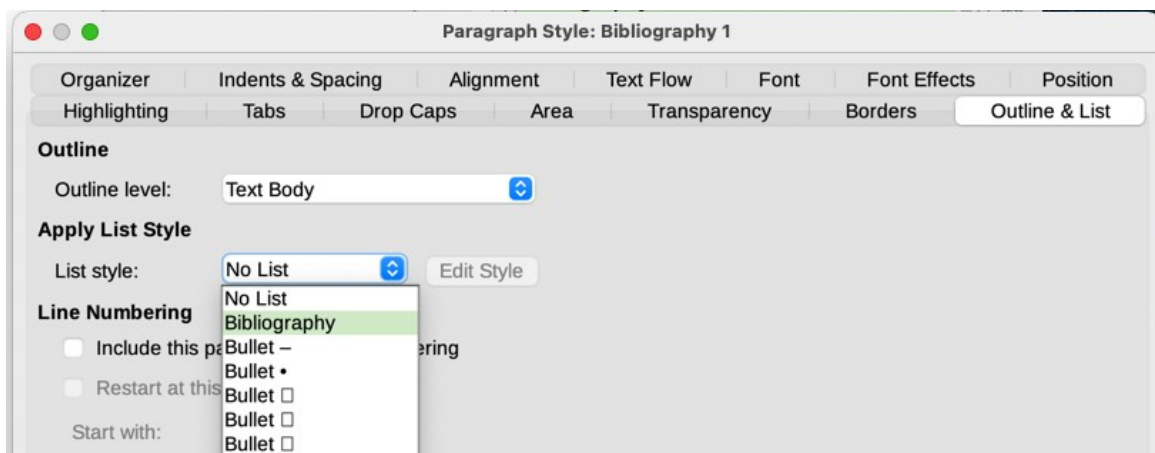 Paragraph Style: Bibliography 1
Organizer Indents & Spacing Alignment Text Flow Font Font Effects Position
Highlighting Tabs Drop Caps Area Transparency Borders Outline & List
Outline
Outline level: Text Body
Apply List Style
List style: No List Edit Style
No List
Line Numbering
Bibliography
Include this pa Bullet – ering
Bullet •
Restart at this Bullet □
Bullet □
Start with:
Bullet □